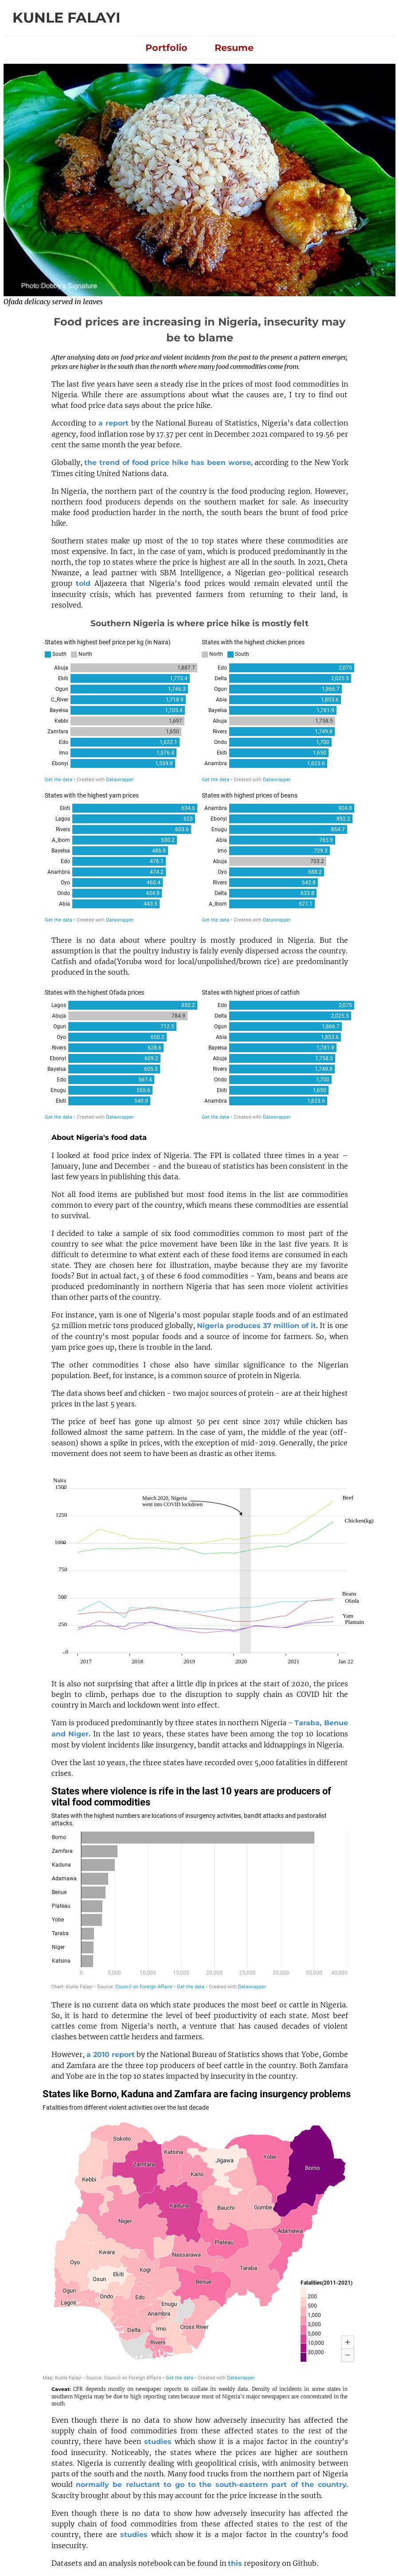 KUNLE FALAYI
Portfolio Resume
Photo:Dobby's Signature
Ofada delicacy served in leaves
Food prices are increasing in Nigeria, insecurity may
be to blame
After analysing data on food price and violent incidents from the past to the present a pattern emerges;
prices are higher in the south than the north where many food commodities come from.
The last five years have seen a steady rise in the prices of most food commodities in
Nigeria. While there are claims about what the causes are, I try to find out
what food price data says about the price hike.
According to a report by the National Bureau of Statistics, Nigeria's data collection
agency, food inflation rose by 17.37 per cent in December 2021 compared to 19.56 per
cent the same month the year before.
Globally, the trend of food price hike has been worse, according to the New York
Times citing United Nations data.
In Nigeria, the northern part of the country is the food producing region. However,
northern food producers depends on the southern market for sale. As insecurity
make food production harder in the north, the south bears the brunt of food price
hike.
Southern states make up most of the 10 top states where these commodities are
most expensive. In fact, in the case of yam, which is produced predominantly in the
north, the top 10 states where the price is highest are all in the south. In 2021, Cheta
Nwanze, a lead parner with SBM Intelligence, a Nigerian geo-political research
group told Aljazzera that Nigeria's food prices would remain elevated until the
insecurity crisis, which has prevented farmers from returning to their land, is
resolved.
Southern Nigeria is where price hike is mostly felt
States with highest beef price per kg (in Naira)
South North
Abuja 1,887.7
Ekiti 1,773.4
Ogun 1,746.3
C_River 1,718.9
Bayelsa 1,705.4
Kebbi 1,697
Zamfara 1,650
Edo 1,622.1
Imo 1,576.4
Ebonyi 1,559.8
Get the data • Created with Datawrapper
States with the highest chicken prices
North South
Edo 2,075
Delta 2,025.5
Ogun 1,866.7
Abia 1,853.6
Bayelsa 1,781.9
Abuja 1,758.5
Rivers 1,749.8
Ondo 1,700
Ekiti 1,650
Anambra 1,623.6
Get the data • Created with Datawrapper
States with the highest yam prices
Ekiti 634.6
Lagos 623
Rivers 603.6
A_Ibom 530.2
Bayelsa 486.9
Edo 476.1
Anambra 474.2
Oyo 460.4
Ondo 454.9
Abia 443.5
Get the data • Created with Datawrapper
States with highest prices of beans
Anambra 904.8
Ebonyi 892.2
Enugu 854.7
Abia 765.9
Imo 729.3
Abuja 703.2
Oyo 688.2
Rivers 642.8
Delta 633.8
A_Ibom 621.1
Get the data • Created with Datawrapper
There is no data about where poultry is mostly produced in Nigeria. But the
assumption is that the poultry industry is fairly evenly dispersed across the country.
Catfish and ofada(Yoruba word for local/unpolished/brown rice) are predominantly
produced in the south.
States with the highest Ofada prices
Lagos 850.2
Abuja 784.9
Ogun 712.5
Oyo 650.2
Rivers 628.6
Ebonyi 609.2
Bayelsa 605.3
Edo 567.4
Enugu 555.6
Ekiti 540.9
Get the data • Created with Datawrapper
States with the highest prices of catfish
Edo 2,075
Delta 2,025.5
Ogun 1,866.7
Abia 1,853.6
Bayelsa 1,781.9
Abuja 1,758.5
Rivers 1,749.8
Ondo 1,700
Ekiti 1,650
Anambra 1,623.6
Get the data • Created with Datawrapper
About Nigeria's food data
I looked at food price index of Nigeria. The FPI is collated three times in a year –
January, June and December - and the bureau of statistics has been consistent in the
last few years in publishing this data.
Not all food items are published but most food items in the list are commodities
common to every part of the country, which means these commodities are essential
to survival.
I decided to take a sample of six food commodities common to most part of the
country to see what the price movement has been like in the last five years. It is
difficult to determine to what extent each of these food items are consumed in each
state. They are chosen here for illustration, maybe because they are my favorite
foods? But in actual fact, 3 of these 6 food commodities - Yam, beans and beans are
produced predominantly in northern Nigeria that has seen more violent activities
than other parts of the country.
For instance, yam is one of Nigeria's most popular staple foods and of an estimated
52 million metric tons produced globally, Nigeria produces 37 million of it. It is one
of the country's most popular foods and a source of income for farmers. So, when
yam price goes up, there is trouble in the land.
The other commodities I chose also have similar significance to the Nigerian
population. Beef, for instance, is a common source of protein in Nigeria.
The data shows beef and chicken - two major sources of protein - are at their highest
prices in the last 5 years.
The price of beef has gone up almost 50 per cent since 2017 while chicken has
followed almost the same pattern. In the case of yam, the middle of the year (off-
season) shows a spike in prices, with the exception of mid-2019. Generally, the price
movement does not seem to have been as drastic as other items.
Naira
1500
1250
1000
750
500
250
0
March 2020, Nigeria
went into COVID lockdown
Beef
Chicken(kg)
Beans
Ofada
Yam
Plantain
2017 2018 2019 2020 2021 Jan 22
It is also not surprising that after a little dip in prices at the start of 2020, the prices
begin to climb, perhaps due to the disruption to supply chain as COVID hit the
country in March and lockdown went into effect.
Yam is produced predominantly by three states in northern Nigeria - Taraba, Benue
and Niger. In the last 10 years, these states have been among the top 10 locations
most by violent incidents like insurgency, bandit attacks and kidnappings in Nigeria.
Over the last 10 years, the three states have recorded over 5,000 fatalities in different
crises.
States where violence is rife in the last 10 years are producers of
vital food commodities
States with the highest numbers are locations of insurgency activities, bandit attacks and pastoralist
attacks.
Borno
Zamfara
Kaduna
Adamawa
Benue
Plateau
Yobe
Taraba
Niger
Katsina
0 5,000 10,000 15,000 20,000 25,000 30,000 35,000 40,000
Chart: Kunle Falayi • Source: Council on Foreign Affairs • Get the data • Created with Datawrapper
There is no current data on which state produces the most beef or cattle in Nigeria.
So, it is hard to determine the level of beef productivity of each state. Most beef
cattles come from Nigeria's north, a venture that has caused decades of violent
clashes between cattle herders and farmers.
However, a 2010 report by the National Bureau of Statistics shows that Yobe, Gombe
and Zamfara are the three top producers of beef cattle in the country. Both Zamfara
and Yobe are in the top 10 states impacted by insecurity in the country.
States like Borno, Kaduna and Zamfara are facing insurgency problems
Fatalities from different violent activities over the last decade
Sokoto
Katsina
Jigawa
Yobe
Borno
Zamfara
Kano
Kebbi
Kaduna
Bauchi
Gombe
Niger
Adamawa
Plateau
Kwara
Nassarawa
Oyo
Kogi
Taraba
Ekiti
Osun
Benue
Ogun
Ondo
Edo
Enugu
Lagos
Anambra
Delta
Imo
Cross River
Rivers
Fatalities(2011-2021)
200
500
1,000
3,000
5,000
10,000
30,000
+
−
Map: Kunle Falayi • Source: Council on Foreign Affairs • Get the data • Created with Datawrapper
Caveat: CFR depends mostly on newspaper reports to collate its weekly data. Density of incidents in some states in
southern Nigeria may be due to high reporting rates because most of Nigeria's major newspapers are concentrated in the
south.
Even though there is no data to show how adversely insecurity has affected the
supply chain of food commodities from these affected states to the rest of the
country, there have been studies which show it is a major factor in the country's
food insecurity. Noticeably, the states where the prices are higher are southern
states. Nigeria is currently dealing with geopolitical crisis, with animosity between
parts of the south and the north. Many food trucks from the northern part of Nigeria
would normally be reluctant to go to the south-eastern part of the country.
Scarcity brought about by this may account for the price increase in the south.
Even though there is no data to show how adversely insecurity has affected the
supply chain of food commodities from these affected states to the rest of the
country, there are studies which show it is a major factor in the country's food
insecurity.
Datasets and an analysis notebook can be found in this repository on Github.